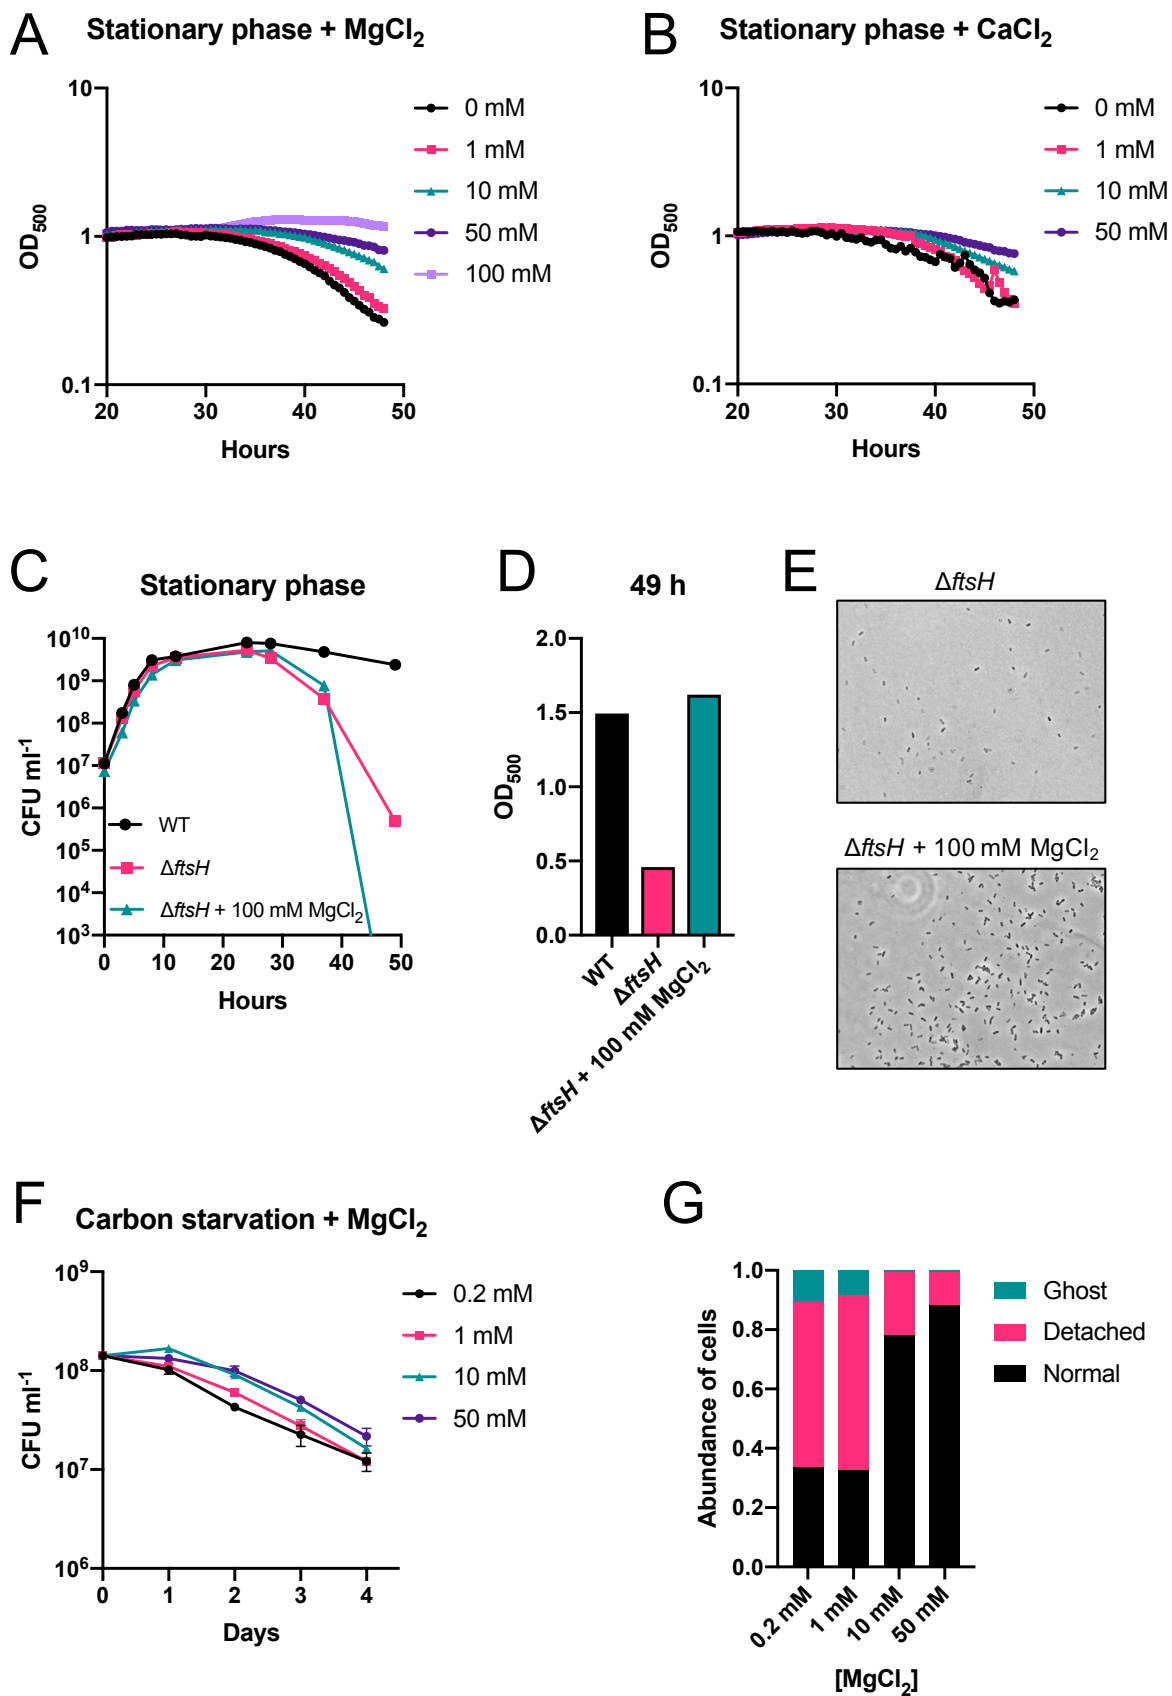 A
Stationary phase + MgCl₂
10
1
0.1
OD₅₀₀
20
30
40
50
Hours
0 mM
1 mM
10 mM
50 mM
100 mM
B
Stationary phase + CaCl₂
10
1
0.1
OD₅₀₀
20
30
40
50
Hours
0 mM
1 mM
10 mM
50 mM
C
Stationary phase
10¹⁰
10⁹
10⁸
10⁷
10⁶
10⁵
10⁴
10³
CFU ml⁻¹
WT
ΔftsH
ΔftsH + 100 mM MgCl₂
0
10
20
30
40
50
Hours
D
49 h
2.0
1.5
1.0
0.5
0.0
OD₅₀₀
WT
ΔftsH
ΔftsH + 100 mM MgCl₂
E
ΔftsH
ΔftsH + 100 mM MgCl₂
F
Carbon starvation + MgCl₂
10⁹
10⁸
10⁷
10⁶
CFU ml⁻¹
0
1
2
3
4
Days
0.2 mM
1 mM
10 mM
50 mM
G
1.0
0.8
0.6
0.4
0.2
0.0
Abundance of cells
0.2 mM
1 mM
10 mM
50 mM
[MgCl₂]
Ghost
Detached
Normal